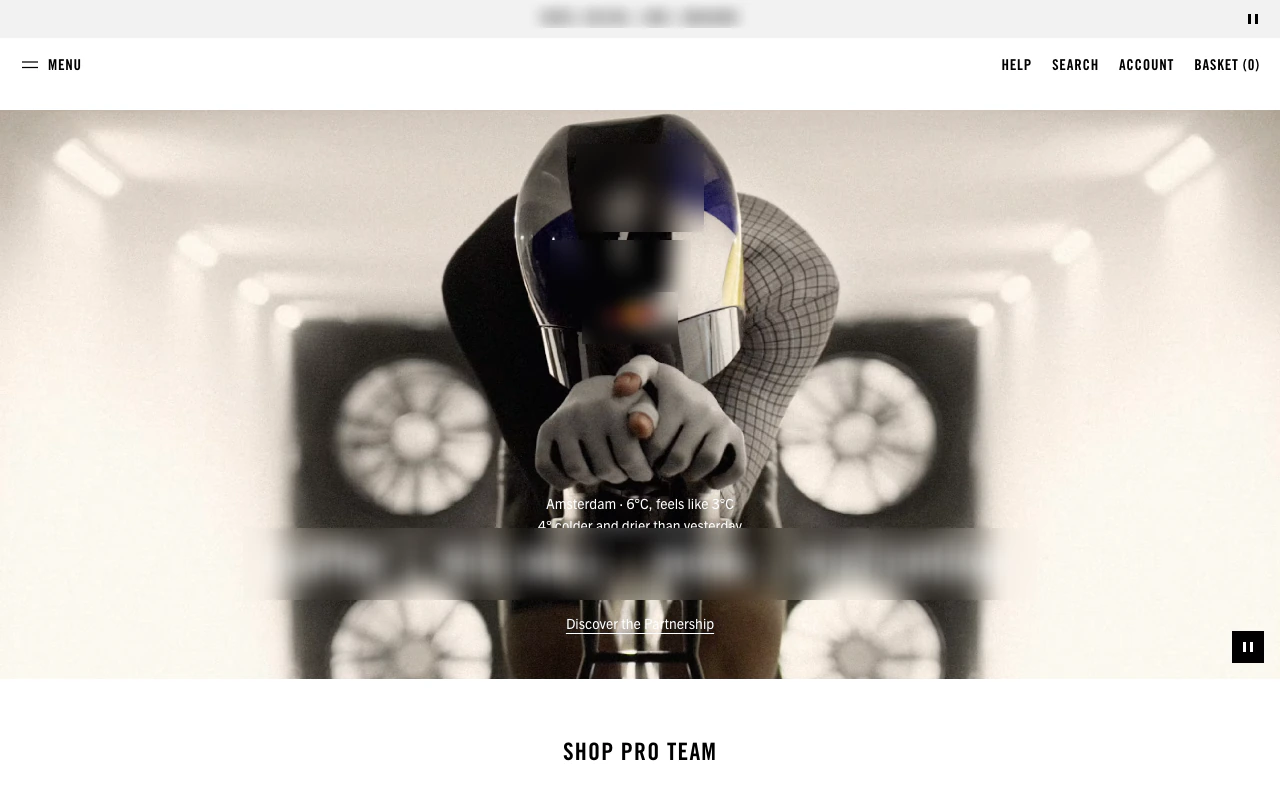 MENU
HELP
SEARCH
ACCOUNT
BASKET (0)
Amsterdam · 6°C, feels like 3°C
4° colder and drier than yesterday
Discover the Partnership
SHOP PRO TEAM